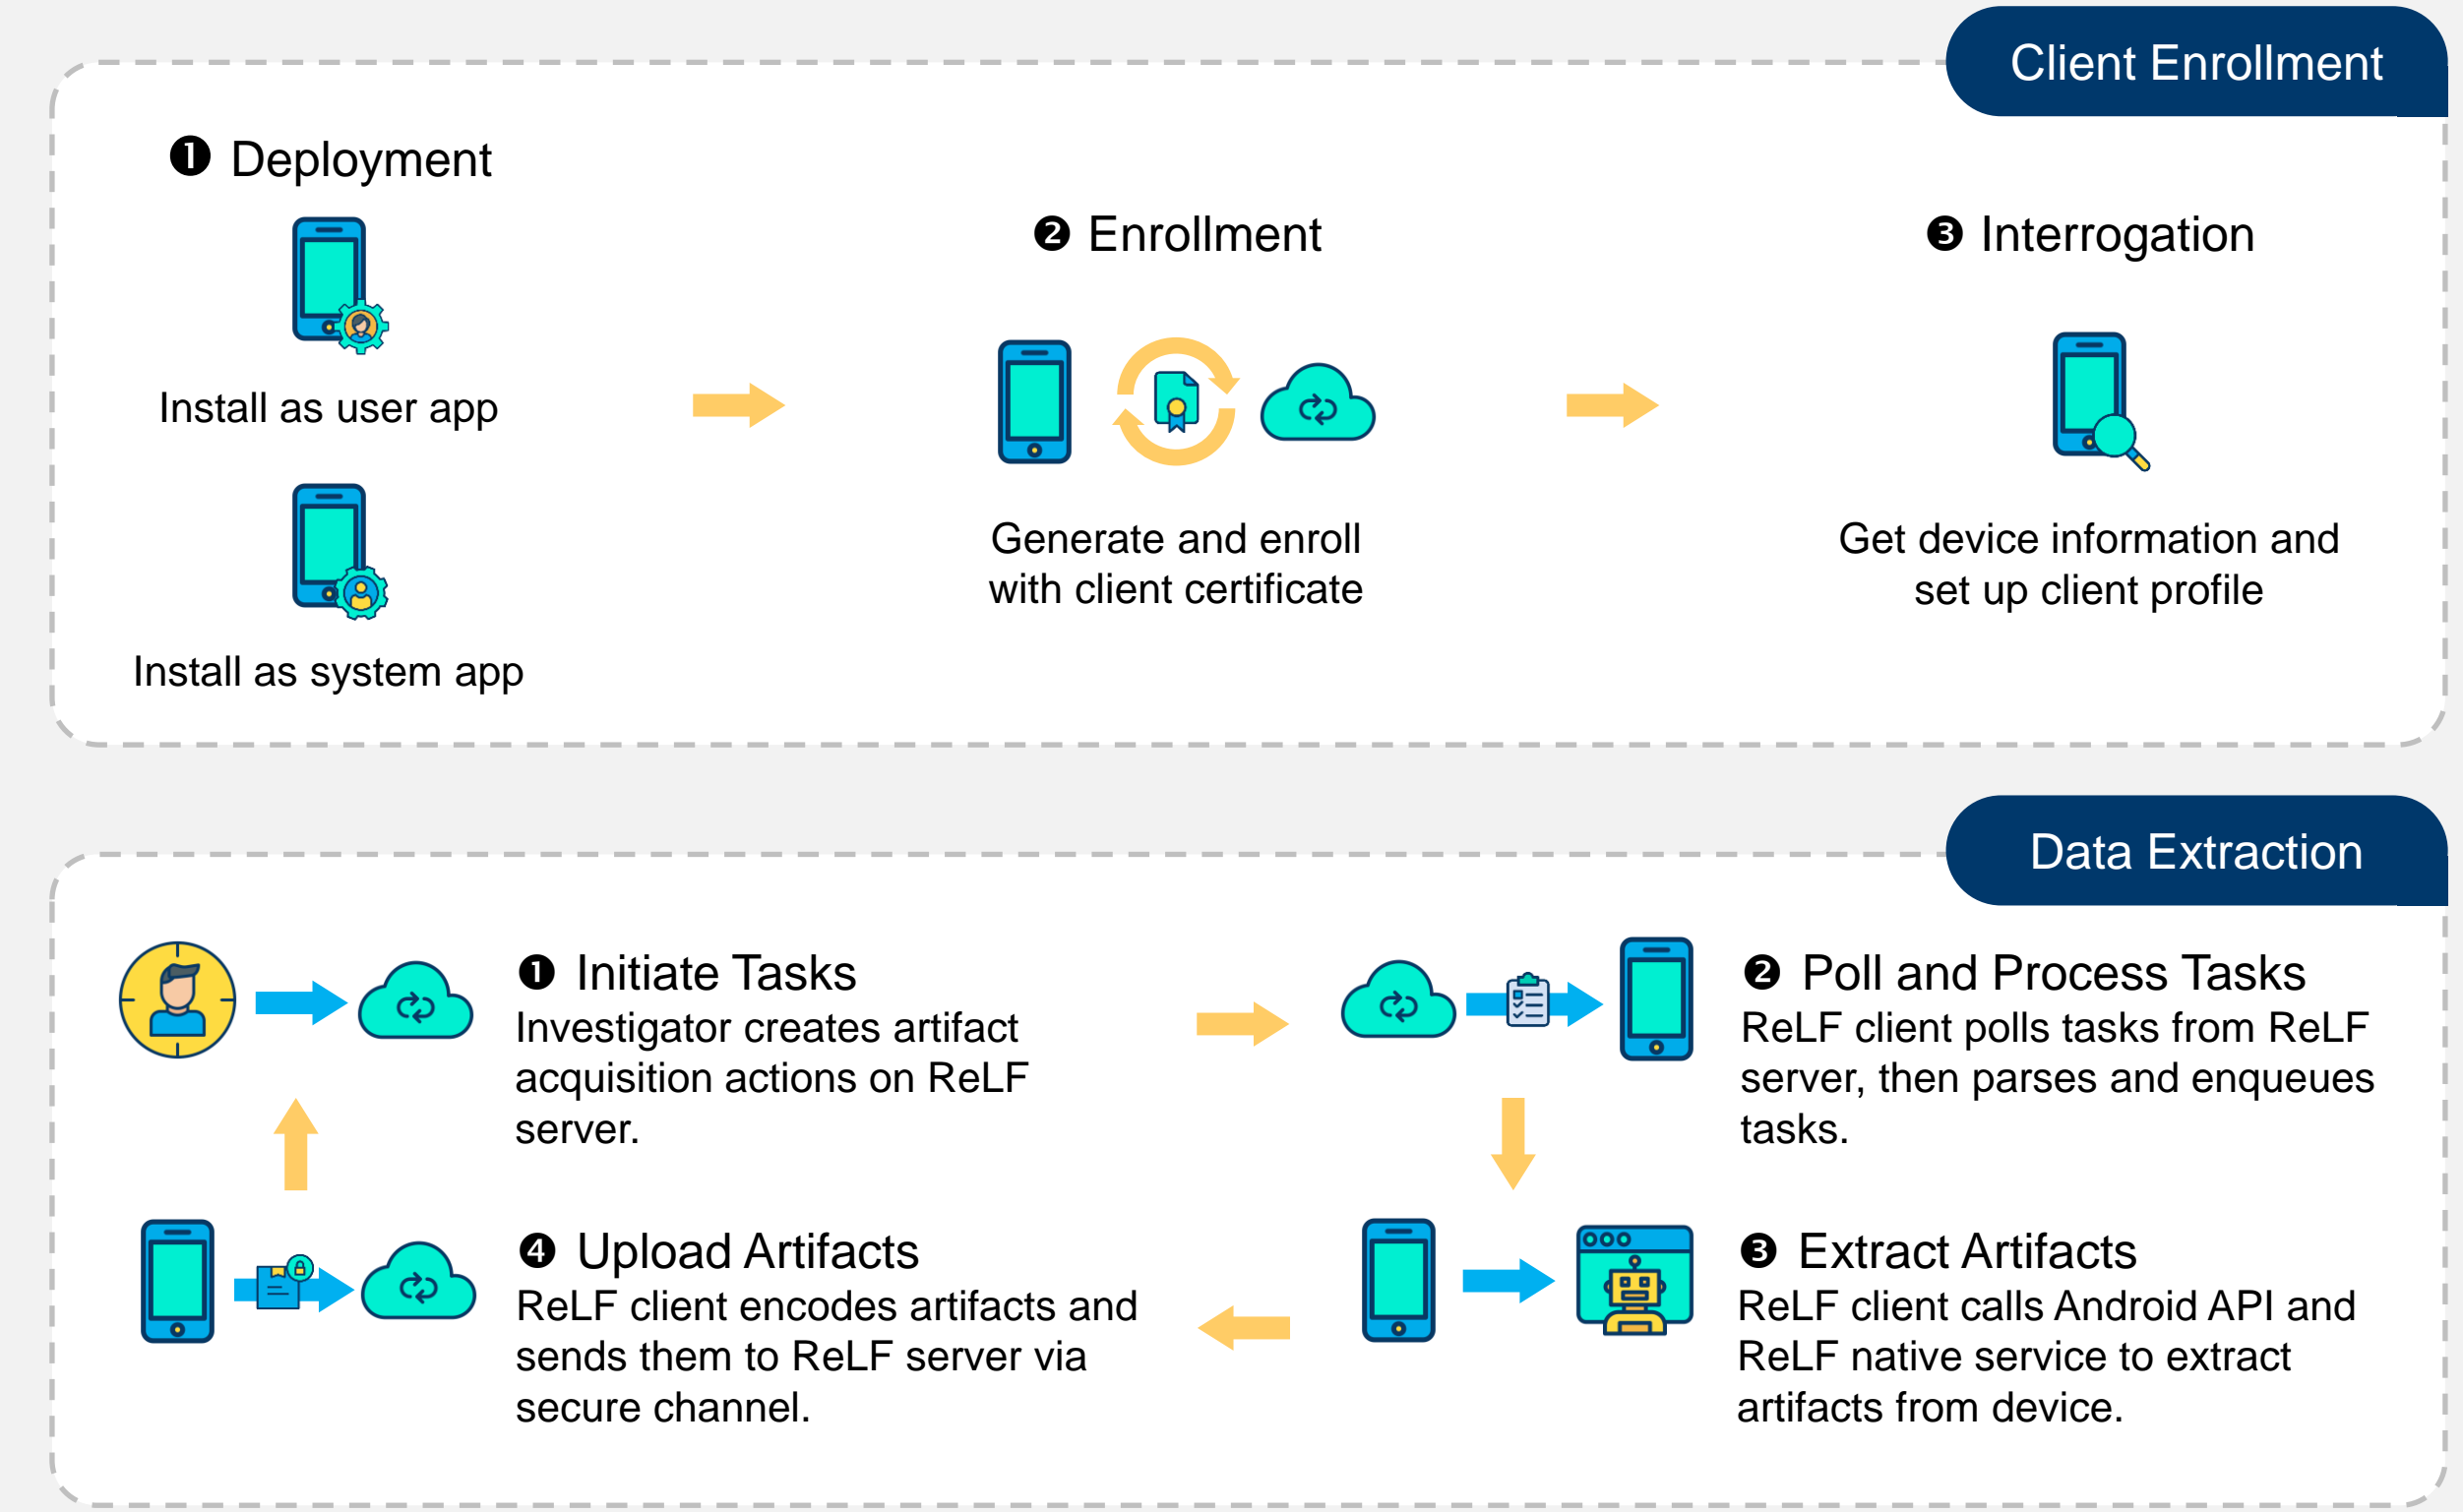 Client Enrollment
❶ Deployment
Install as user app
Install as system app
❷ Enrollment
Generate and enroll
with client certificate
❸ Interrogation
Get device information and
set up client profile
Data Extraction
❶ Initiate Tasks
Investigator creates artifact
acquisition actions on ReLF
server.
❷ Poll and Process Tasks
ReLF client polls tasks from ReLF
server, then parses and enqueues
tasks.
❸ Extract Artifacts
ReLF client calls Android API and
ReLF native service to extract
artifacts from device.
❹ Upload Artifacts
ReLF client encodes artifacts and
sends them to ReLF server via
secure channel.